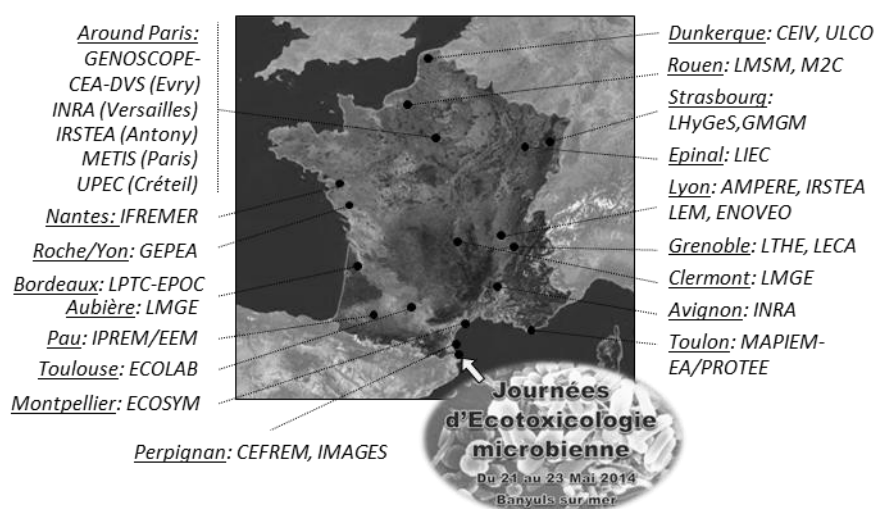 Around Paris:
GENOSCOPE-
CEA-DVS (Evry)
INRA (Versailles)
IRSTEA (Antony)
METIS (Paris)
UPEC (Créteil)
Nantes: IFREMER
Roche/Yon: GEPEA
Bordeaux: LPTC-EPOC
Aubière: LMGE
Pau: IPREM/EEM
Toulouse: ECOLAB
Montpellier: ECOSYM
Perpignan: CEFREM, IMAGES
Dunkerque: CEIV, ULCO
Rouen: LMSM, M2C
Strasbourg:
LHyGeS,GMGM
Epinal: LIEC
Lyon: AMPERE, IRSTEA
LEM, ENOVEO
Grenoble: LTHE, LECA
Clermont: LMGE
Avignon: INRA
Toulon: MAPIEM-
EA/PROTEE
Journées
d'Ecotoxicologie
microbienne
Du 21 au 23 Mai 2014
Banyuls sur mer